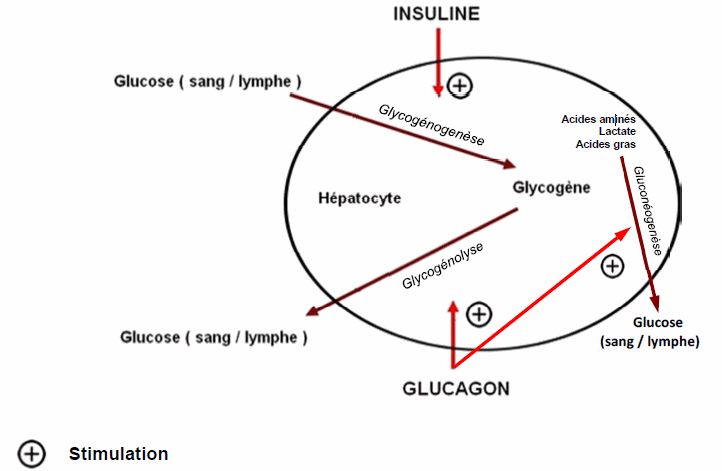 INSULINE
Glucose ( sang / lymphe )
Glycogénogenèse
Acides aminés
Lactate
Acides gras
Hépatocyte
Glycogène
Gluconéogenèse
Glycogénolyse
Glucose ( sang / lymphe )
Glucose
(sang / lymphe)
GLUCAGON
Stimulation